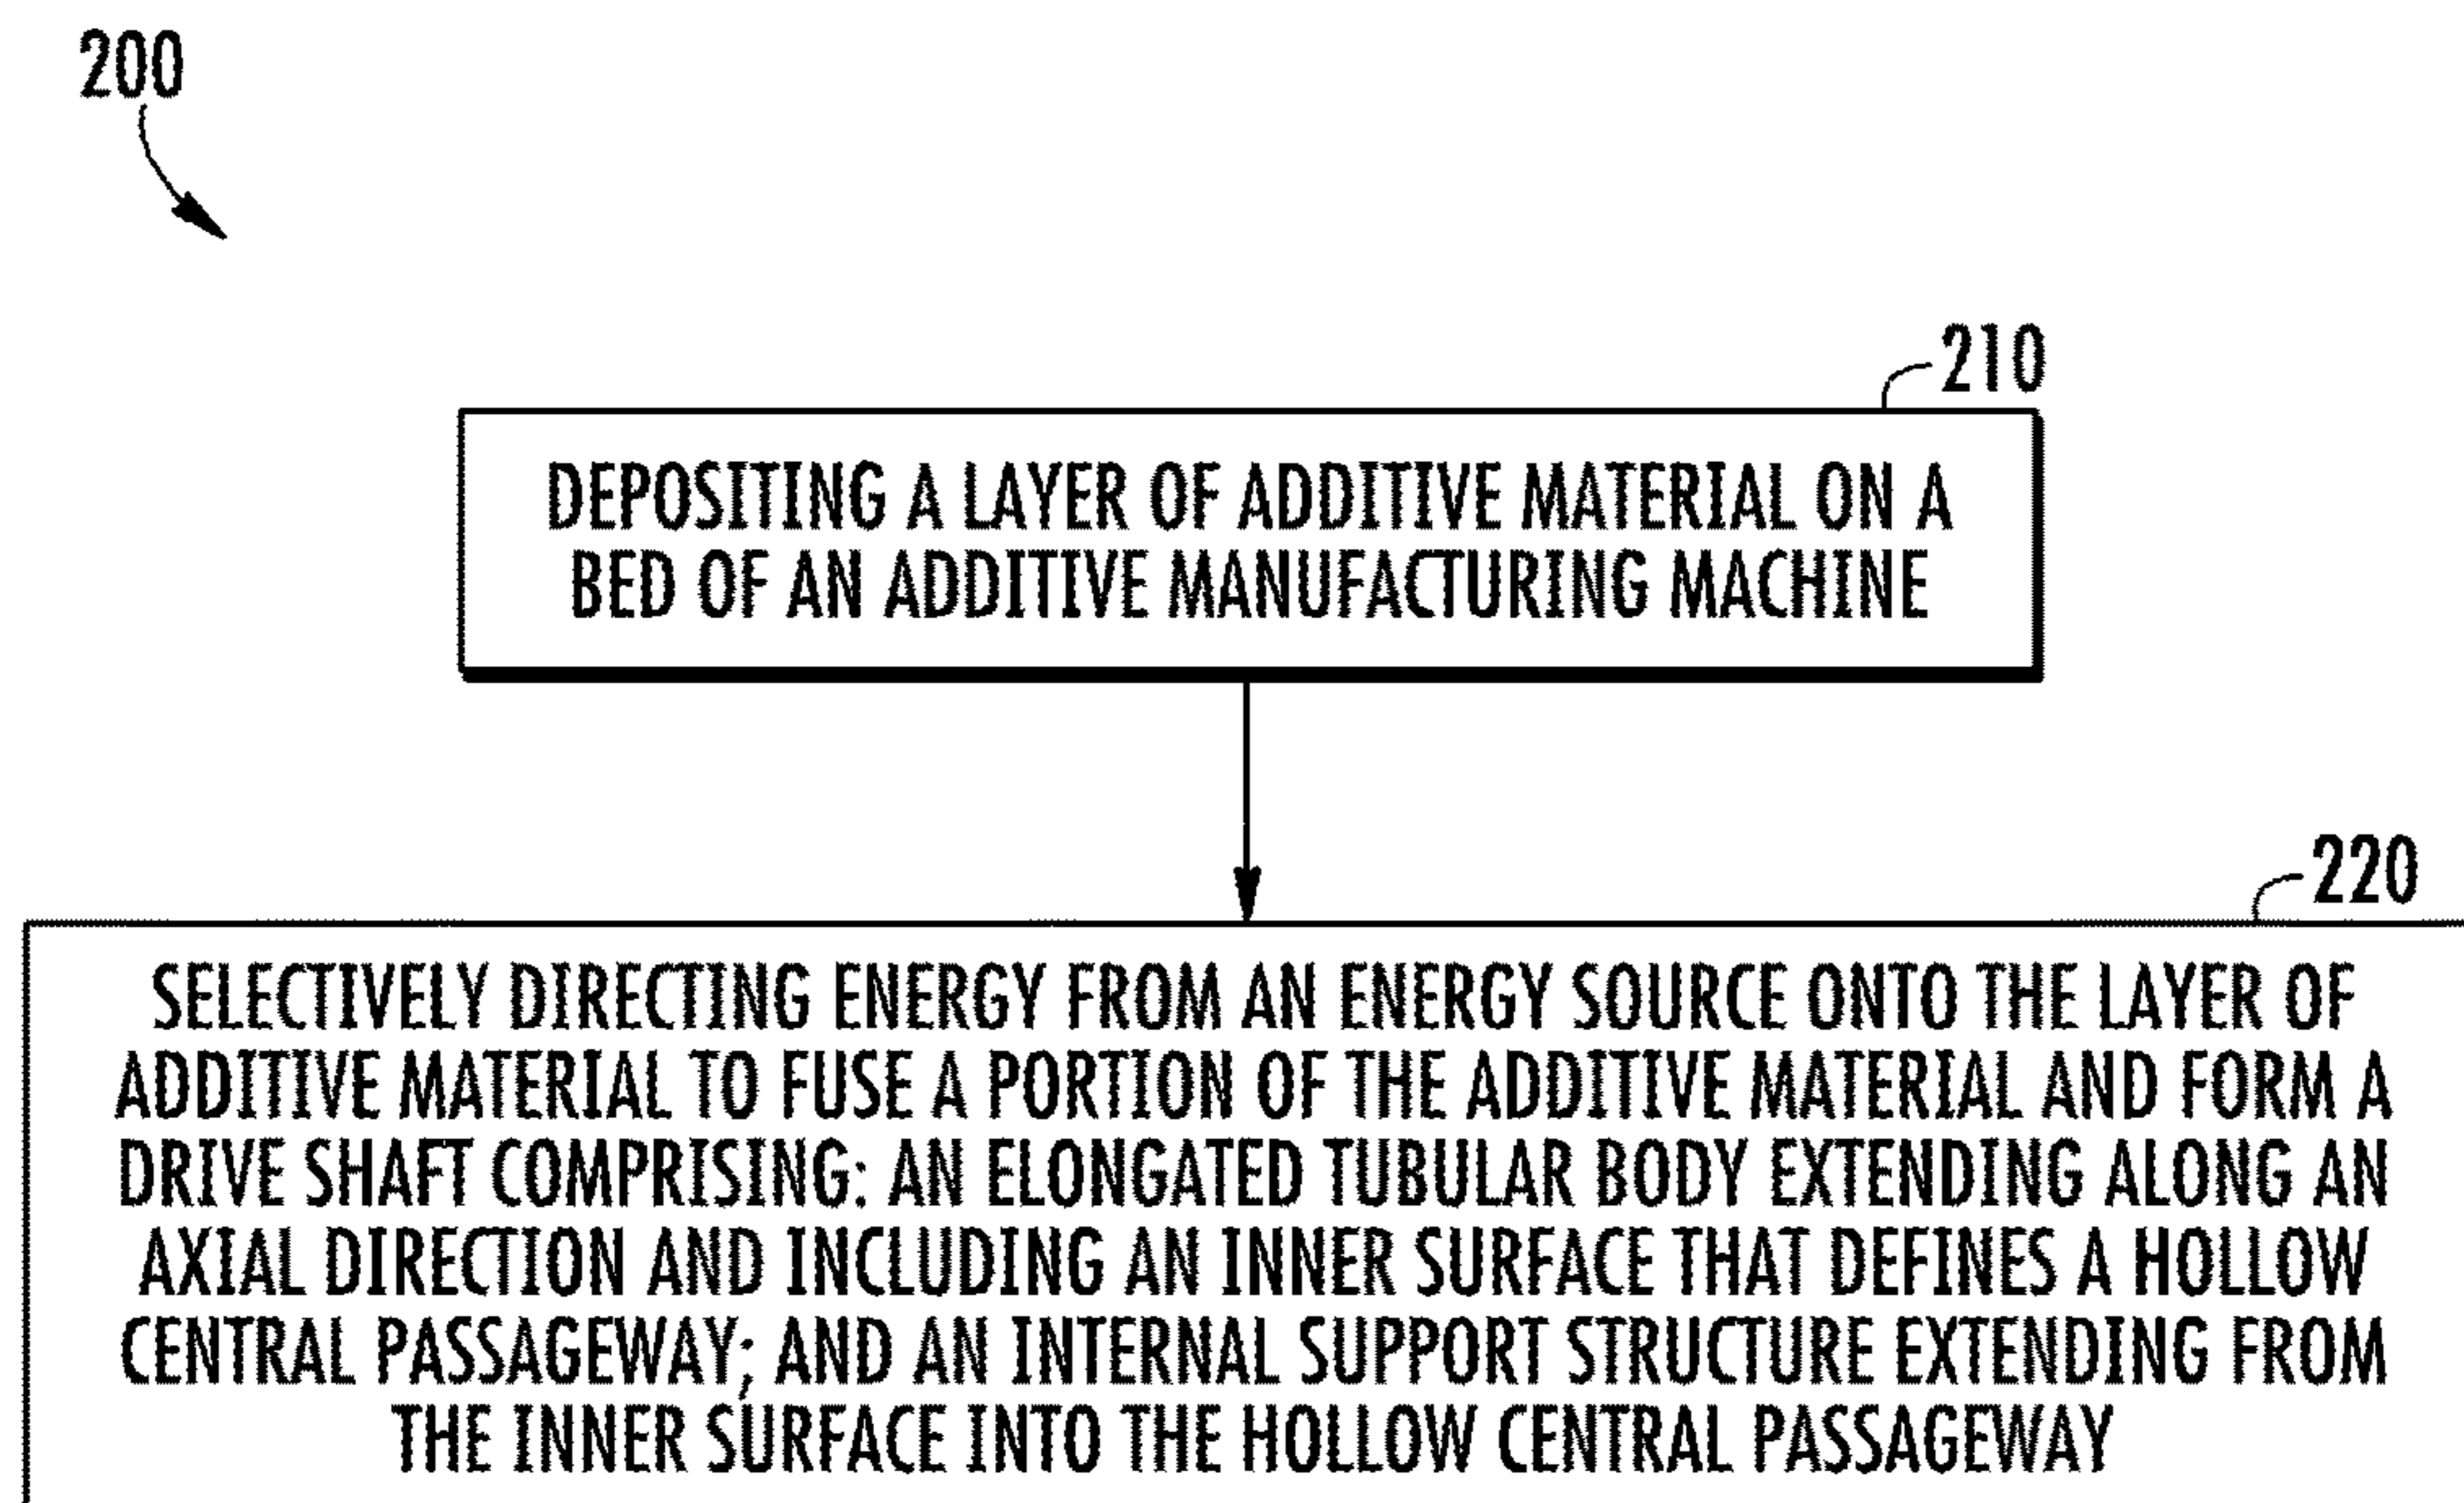 200
210
DEPOSITING A LAYER OF ADDITIVE MATERIAL ON A
BED OF AN ADDITIVE MANUFACTURING MACHINE
220
SELECTIVELY DIRECTING ENERGY FROM AN ENERGY SOURCE ONTO THE LAYER OF
ADDITIVE MATERIAL TO FUSE A PORTION OF THE ADDITIVE MATERIAL AND FORM A
DRIVE SHAFT COMPRISING: AN ELONGATED TUBULAR BODY EXTENDING ALONG AN
AXIAL DIRECTION AND INCLUDING AN INNER SURFACE THAT DEFINES A HOLLOW
CENTRAL PASSAGEWAY; AND AN INTERNAL SUPPORT STRUCTURE EXTENDING FROM
THE INNER SURFACE INTO THE HOLLOW CENTRAL PASSAGEWAY